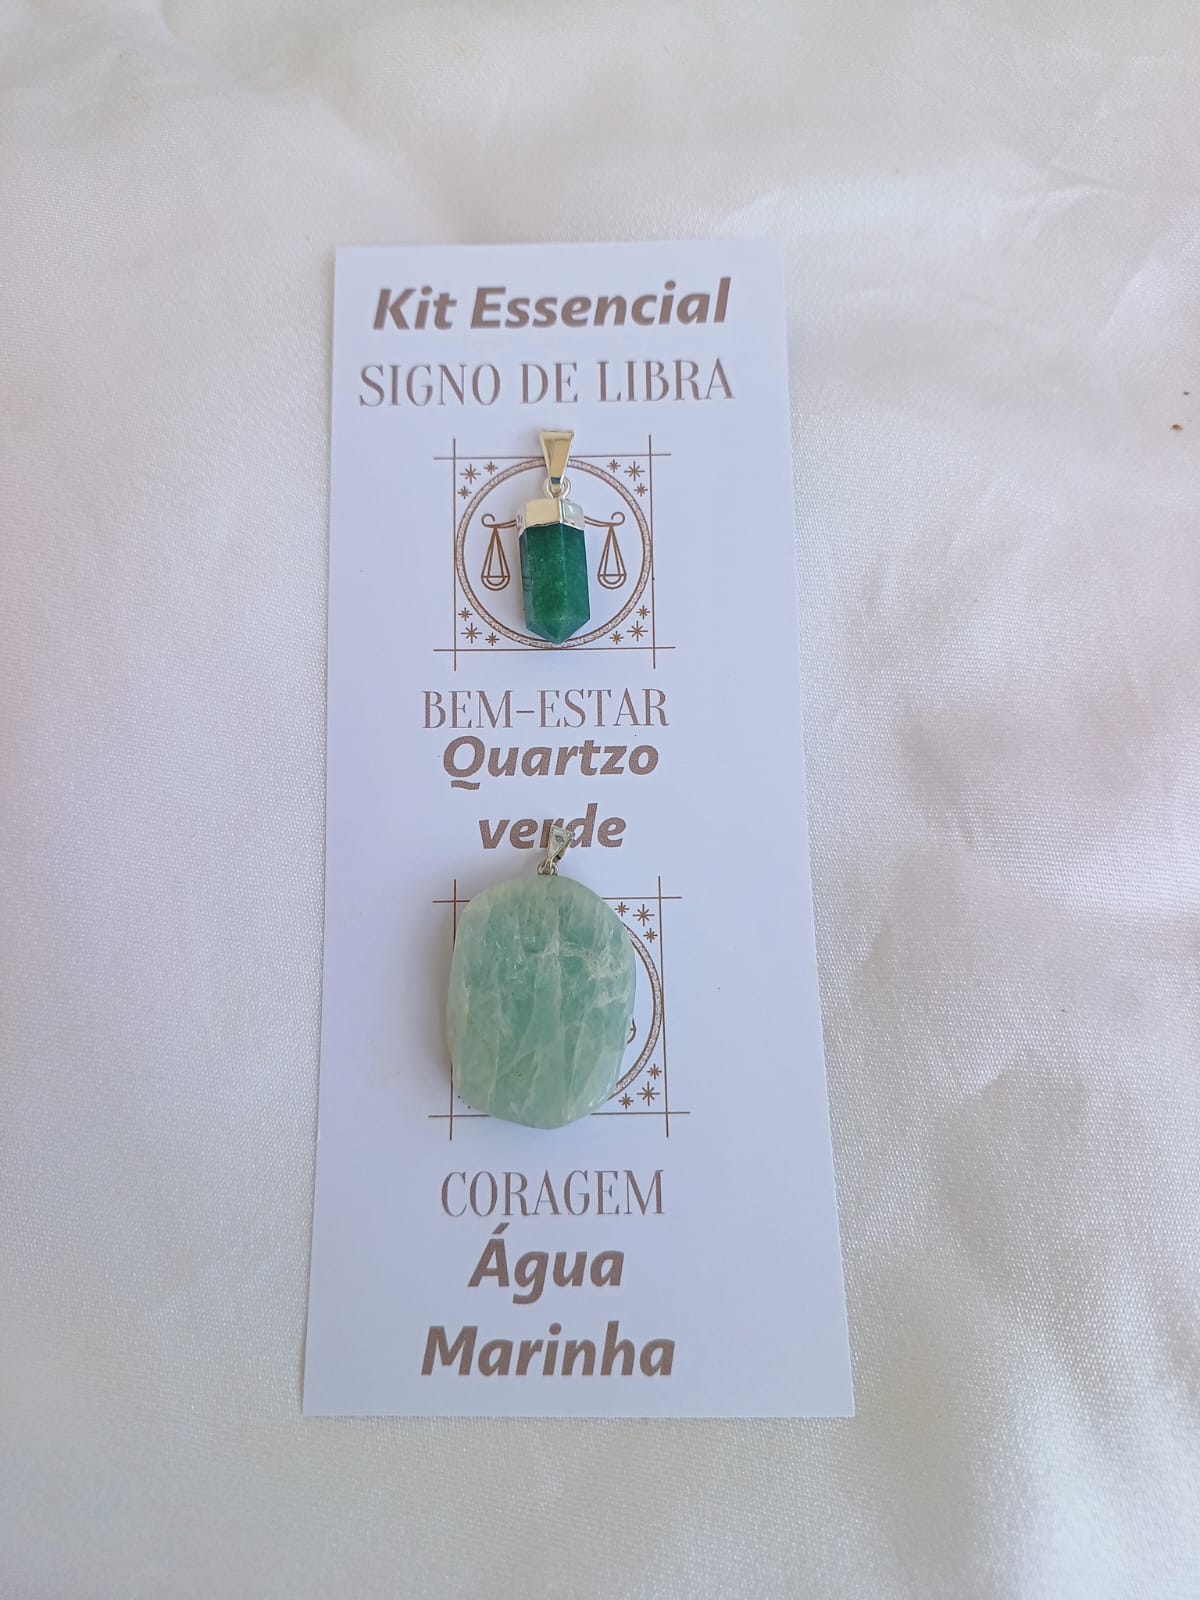 Kit Essencial
SIGNO DE LIBRA
BEM-ESTAR
Quartzo
verde
CORAGEM
Água
Marinha